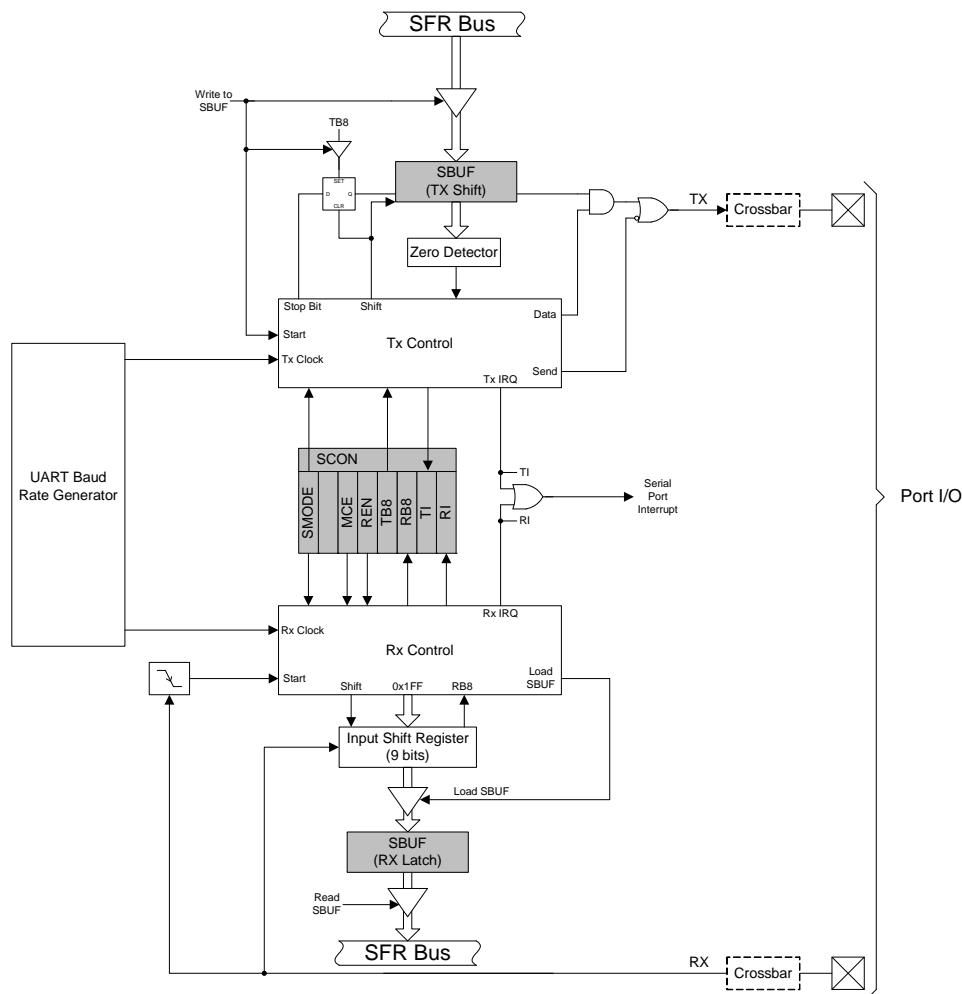 SFR Bus
Write to
SBUF
TB8
SET
D
Q
CLR
SBUF
(TX Shift)
TX
Crossbar
Zero Detector
Stop Bit
Shift
Data
Start
Tx Control
Tx Clock
Send
Tx IRQ
UART Baud
Rate Generator
SCON
SMODE
MCE
REN
TB8
RB8
TI
RI
TI
Serial
Port
Interrupt
RI
Port I/O
Rx IRQ
Rx Clock
Rx Control
Start
Load
SBUF
Shift
0x1FF
RB8
Input Shift Register
(9 bits)
Load SBUF
SBUF
(RX Latch)
Read
SBUF
SFR Bus
RX
Crossbar